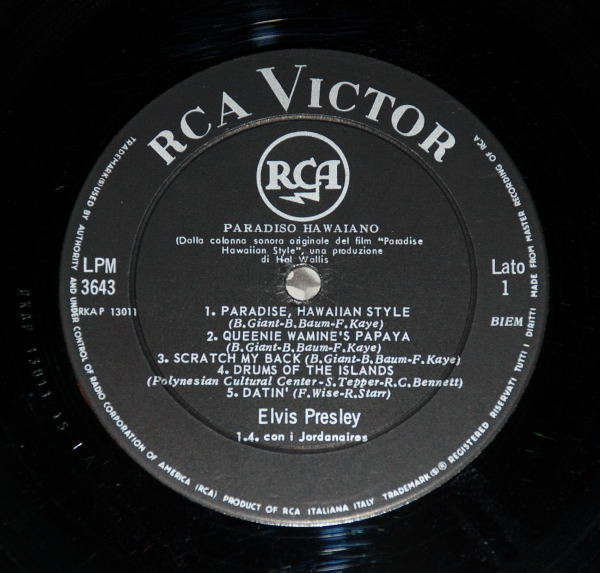 RCA VICTOR
RCA
PARADISO HAWAIANO
(Dalla colonna sonora originale del film "Paradise
Hawaiian Style", una produzione
di Hal Wallis
LPM
3643
RKAP 13011
Lato
1
BIEM
1. PARADISE, HAWAIIAN STYLE
(B.Giant-B.Baum-F.Kaye)
2. QUEENIE WAMINE'S PAPAYA
(B.Giant-B.Baum-F.Kaye)
3. SCRATCH MY BACK (B.Giant-B.Baum-F.Kaye)
4. DRUMS OF THE ISLANDS
(Polynesian Cultural Center-S.Tepper-R.C.Bennett)
5. DATIN' (F.Wise-R.Starr)
Elvis Presley
1.4. con i Jordanaires
TRADEMARK(S) USED BY AUTHORITY AND UNDER CONTROL OF RADIO CORPORATION OF AMERICA (RCA) PRODUCT OF RCA ITALIANA ITALY TRADEMARK(S)® REGISTERED
RISERVATI TUTTI I DIRITTI MADE FROM MASTER RECORDING OF RCA